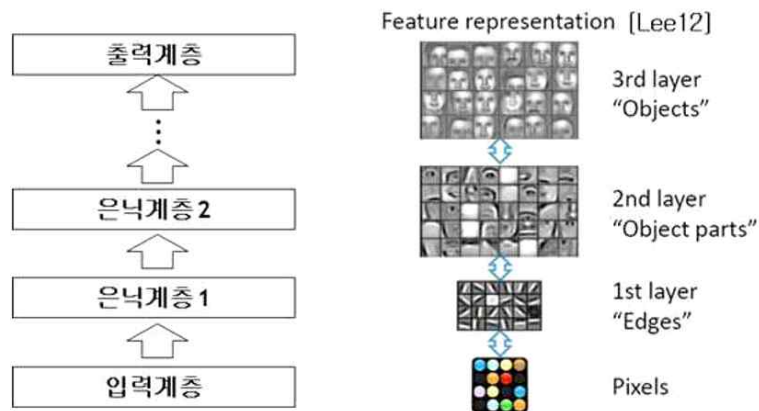 출력계층
은닉계층 2
은닉계층 1
입력계층
Feature representation [Lee12]
3rd layer
“Objects”
2nd layer
“Object parts”
1st layer
“Edges”
Pixels